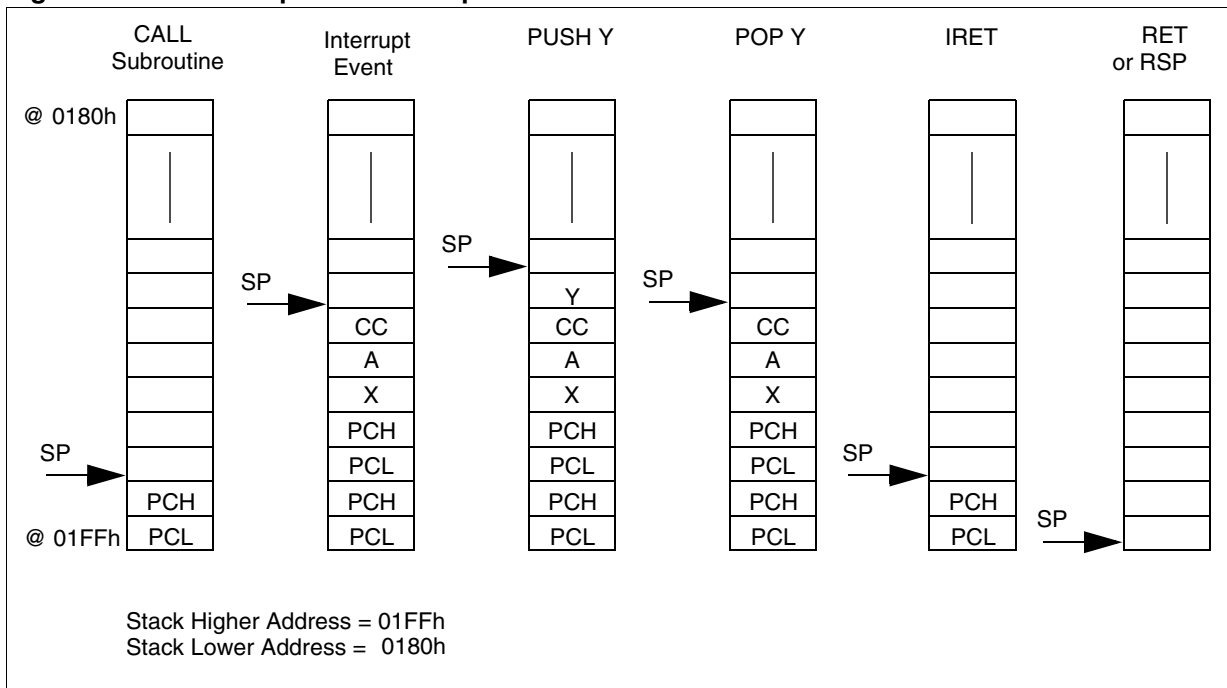 CALL
Subroutine
Interrupt
Event
PUSH Y
POP Y
IRET
RET
or RSP
@ 0180h
SP
PCH
@ 01FFh
PCL
SP
CC
A
X
PCH
PCL
PCH
PCL
SP
Y
CC
A
X
PCH
PCL
PCH
PCL
SP
CC
A
X
PCH
PCL
PCH
PCL
SP
PCH
PCL
SP
Stack Higher Address = 01FFh
Stack Lower Address = 0180h